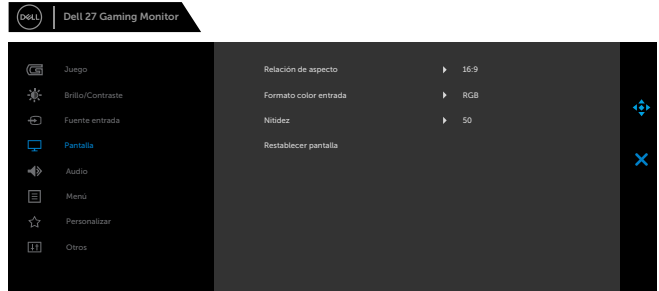 DELL
Dell 27 Gaming Monitor
Juego
Relación de aspecto 16:9
Brillo/Contraste
Formato color entrada RGB
Fuente entrada
Nitidez 50
Pantalla
Restablecer pantalla
Audio
Menú
Personalizar
Otros